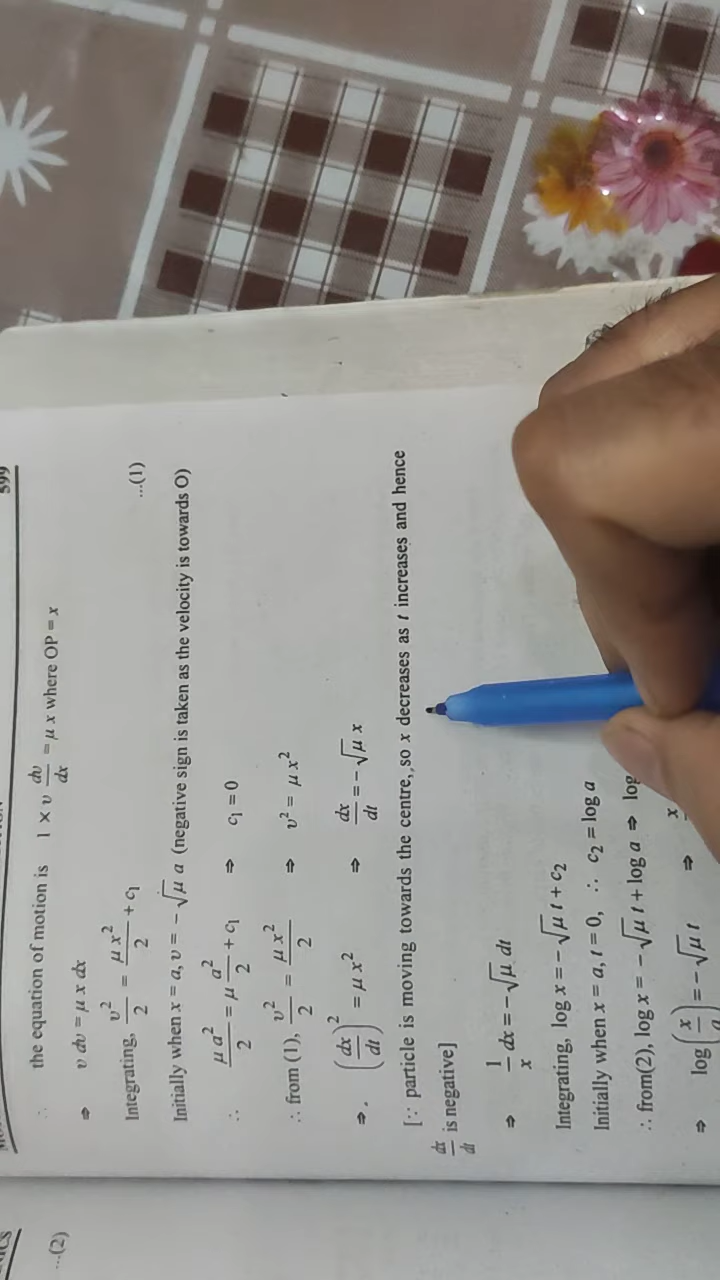 599
∴ the equation of motion is 1 × v dv/dx = μ x where OP = x
⇒ v dv = μ x dx
Integrating, v²/2 = μ x²/2 + c₁ ...(1)
Initially when x = a, v = − √μ a (negative sign is taken as the velocity is towards O)
∴ μ a²/2 = μ a²/2 + c₁ ⇒ c₁ = 0
∴ from (1), v²/2 = μ x²/2 ⇒ v² = μ x²
⇒ (dx/dt)² = μ x² ⇒ dx/dt = − √μ x
[∵ particle is moving towards the centre, so x decreases as t increases and hence
dx/dt is negative]
⇒ 1/x dx = − √μ dt
Integrating, log x = − √μ t + c₂
Initially when x = a, t = 0, ∴ c₂ = log a
∴ from(2), log x = − √μ t + log a ⇒ log
⇒ log (x/a) = − √μ t ⇒ x
...(2)